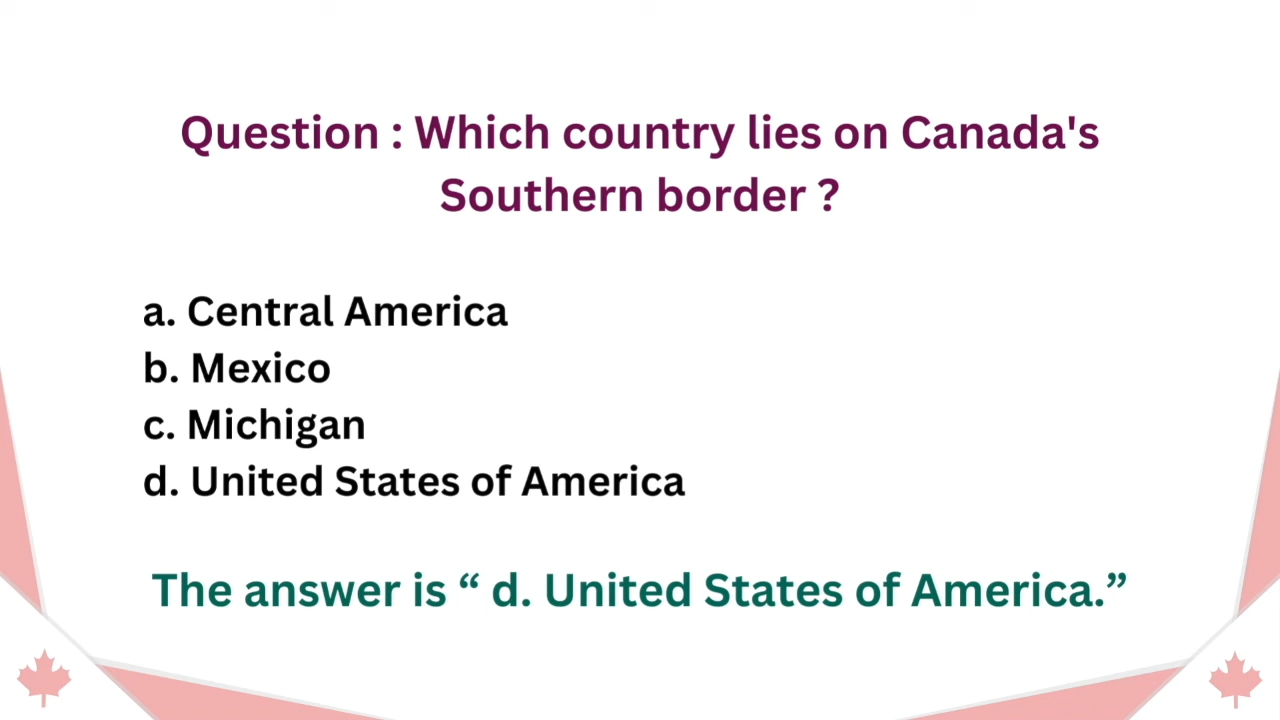 Question : Which country lies on Canada's
Southern border ?
a. Central America
b. Mexico
c. Michigan
d. United States of America
The answer is “ d. United States of America.”